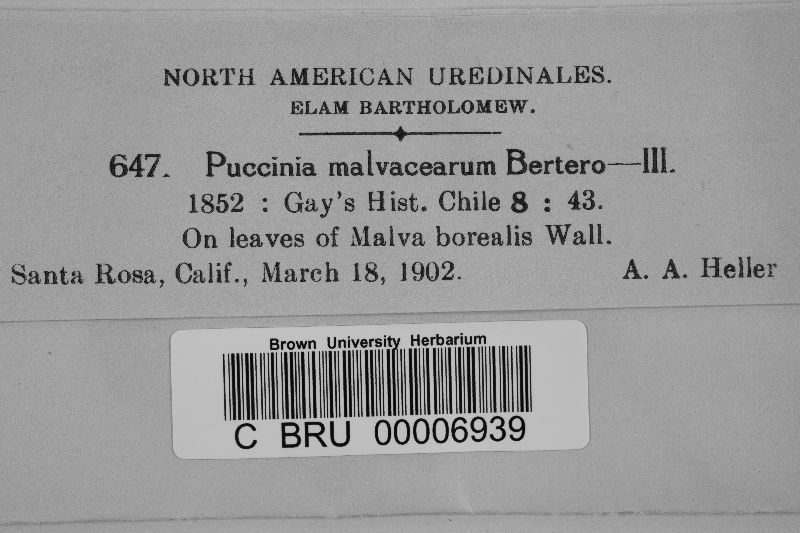 NORTH AMERICAN UREDINALES.
ELAM BARTHOLOMEW.
647. Puccinia malvacearum Bertero—III.
1852 : Gay's Hist. Chile 8 : 43.
On leaves of Malva borealis Wall.
Santa Rosa, Calif., March 18, 1902. A. A. Heller
Brown University Herbarium
C BRU 00006939